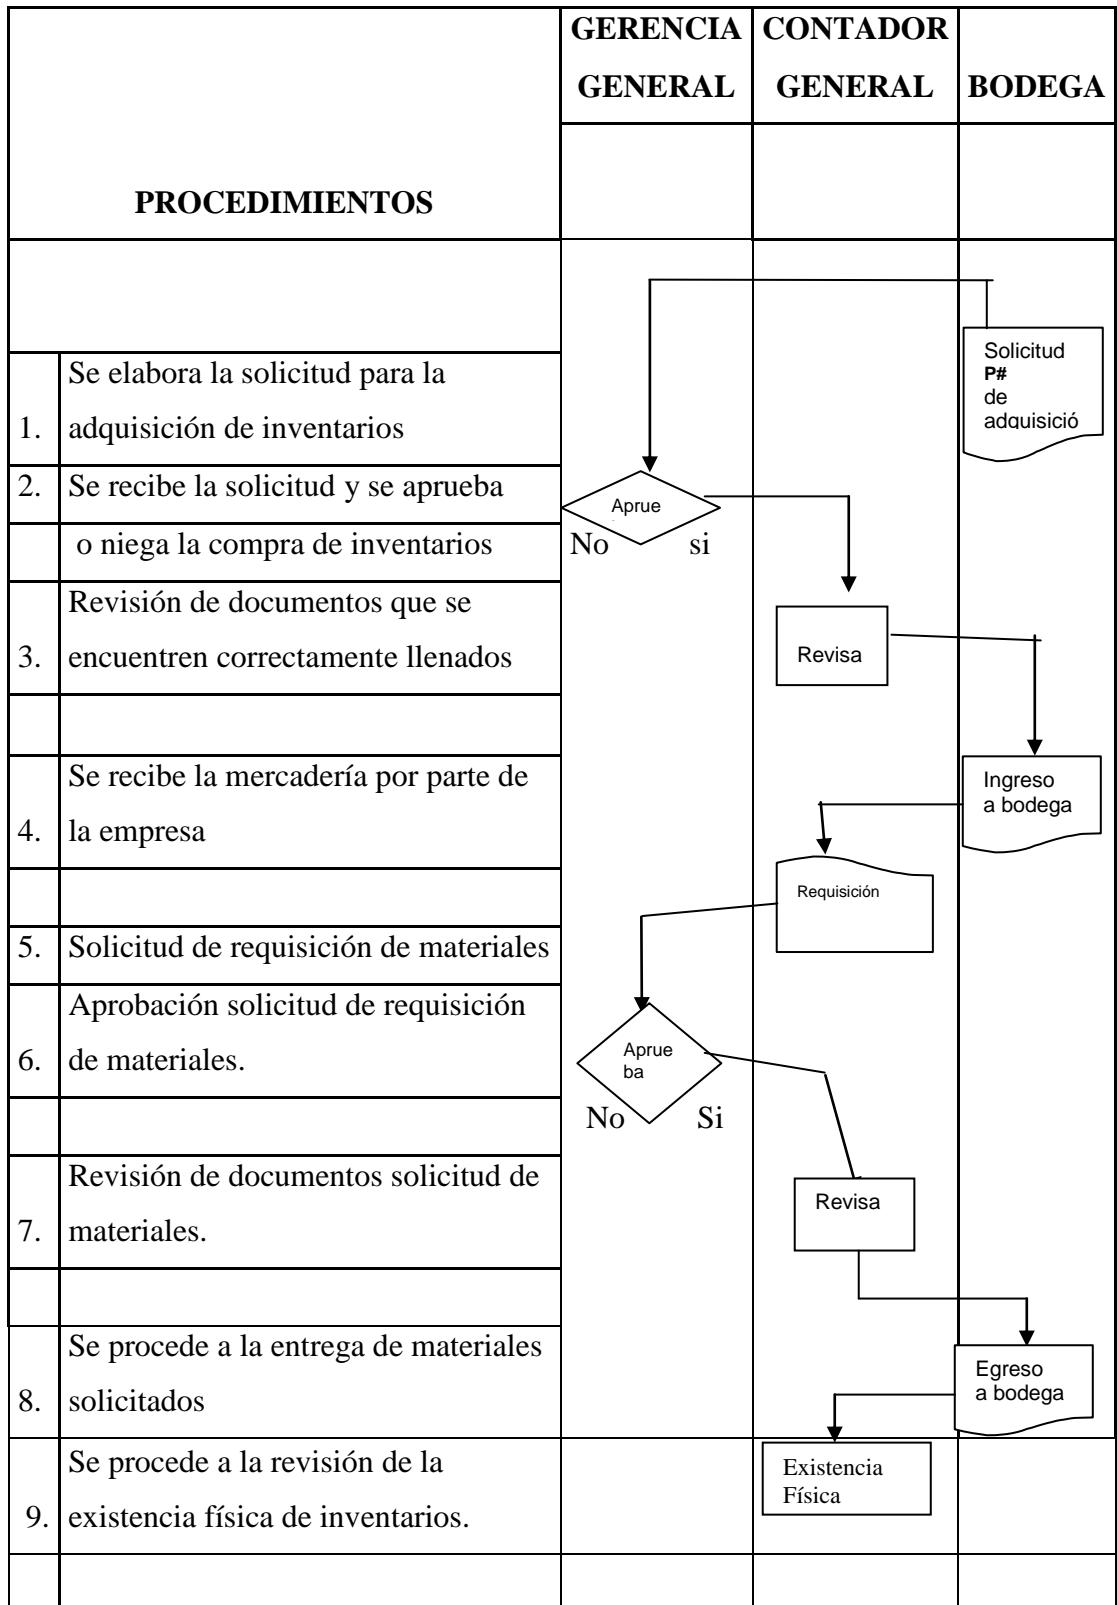 GERENCIA CONTADOR
GENERAL GENERAL BODEGA
PROCEDIMIENTOS
Solicitud
P#
de
adquisició
Se elabora la solicitud para la
1. adquisición de inventarios
2. Se recibe la solicitud y se aprueba
Aprue
o niega la compra de inventarios
No si
Revisión de documentos que se
3. encuentren correctamente llenados
Revisa
Se recibe la mercadería por parte de
4. la empresa
Ingreso
a bodega
Requisición
5. Solicitud de requisición de materiales
Aprobación solicitud de requisición
6. de materiales.
Aprue
ba
No Si
Revisión de documentos solicitud de
7. materiales.
Revisa
Se procede a la entrega de materiales
8. solicitados
Egreso
a bodega
Se procede a la revisión de la
9. existencia física de inventarios.
Existencia
Física